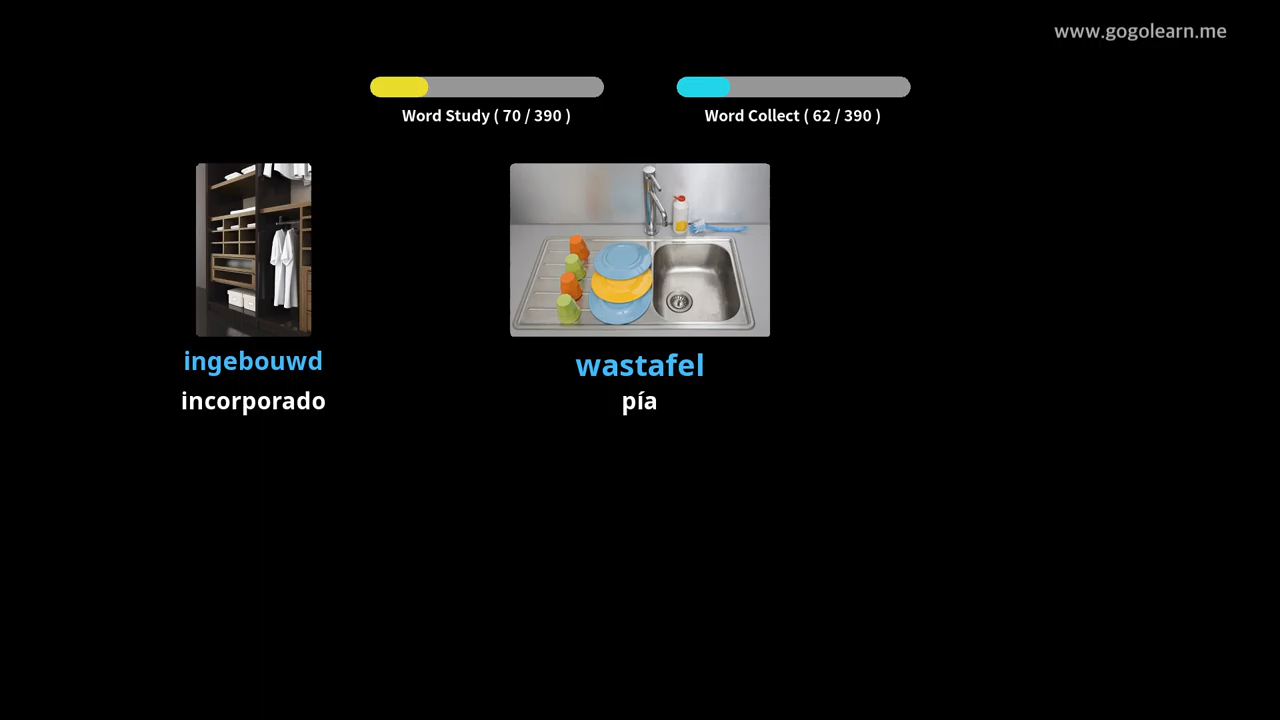 www.gogolearn.me
Word Study ( 70 / 390 )
Word Collect ( 62 / 390 )
ingebouwd
incorporado
wastafel
pía